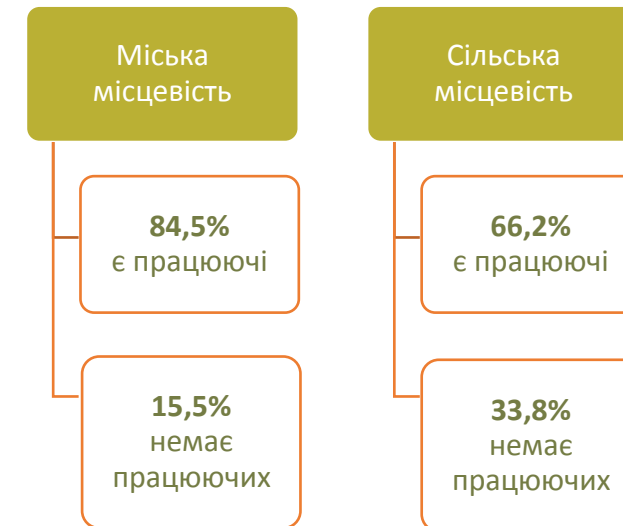 Міська
місцевість
84,5%
є працюючі
15,5%
немає
працюючих
Сільська
місцевість
66,2%
є працюючі
33,8%
немає
працюючих